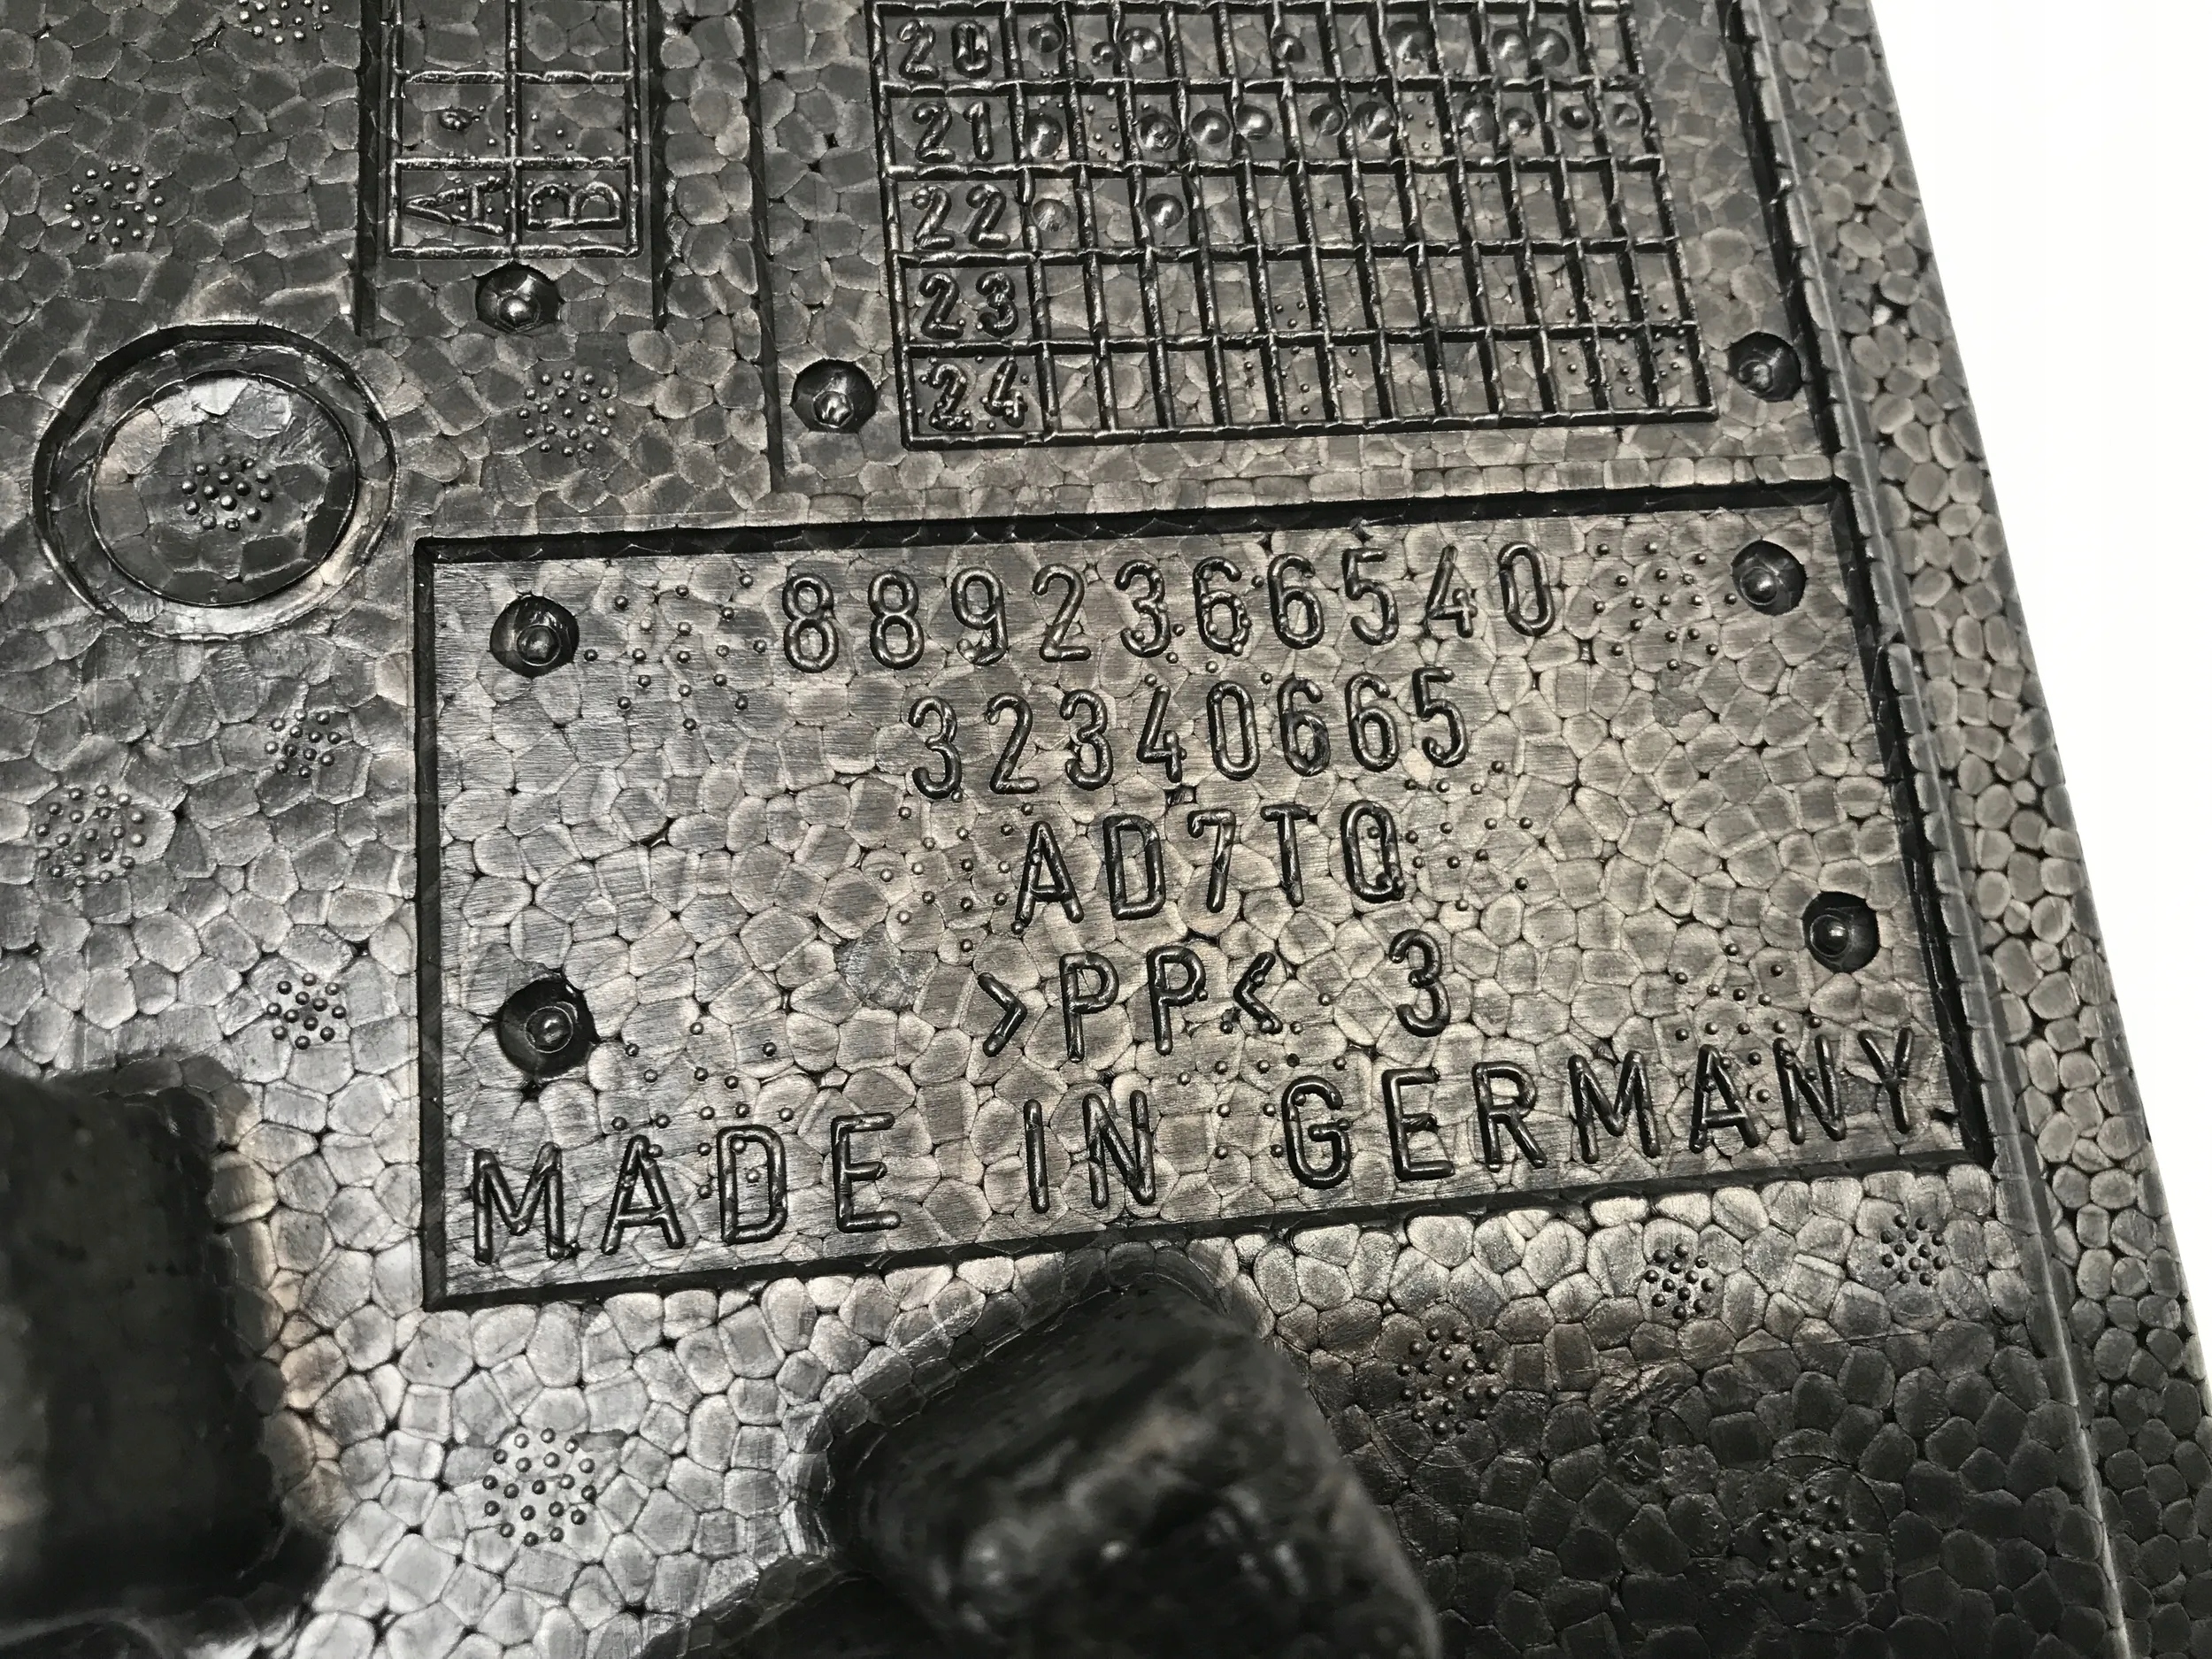 A
B
20
21
22
23
24
8892366540
32340665
AD7TQ
>PP< 3
MADE IN GERMANY